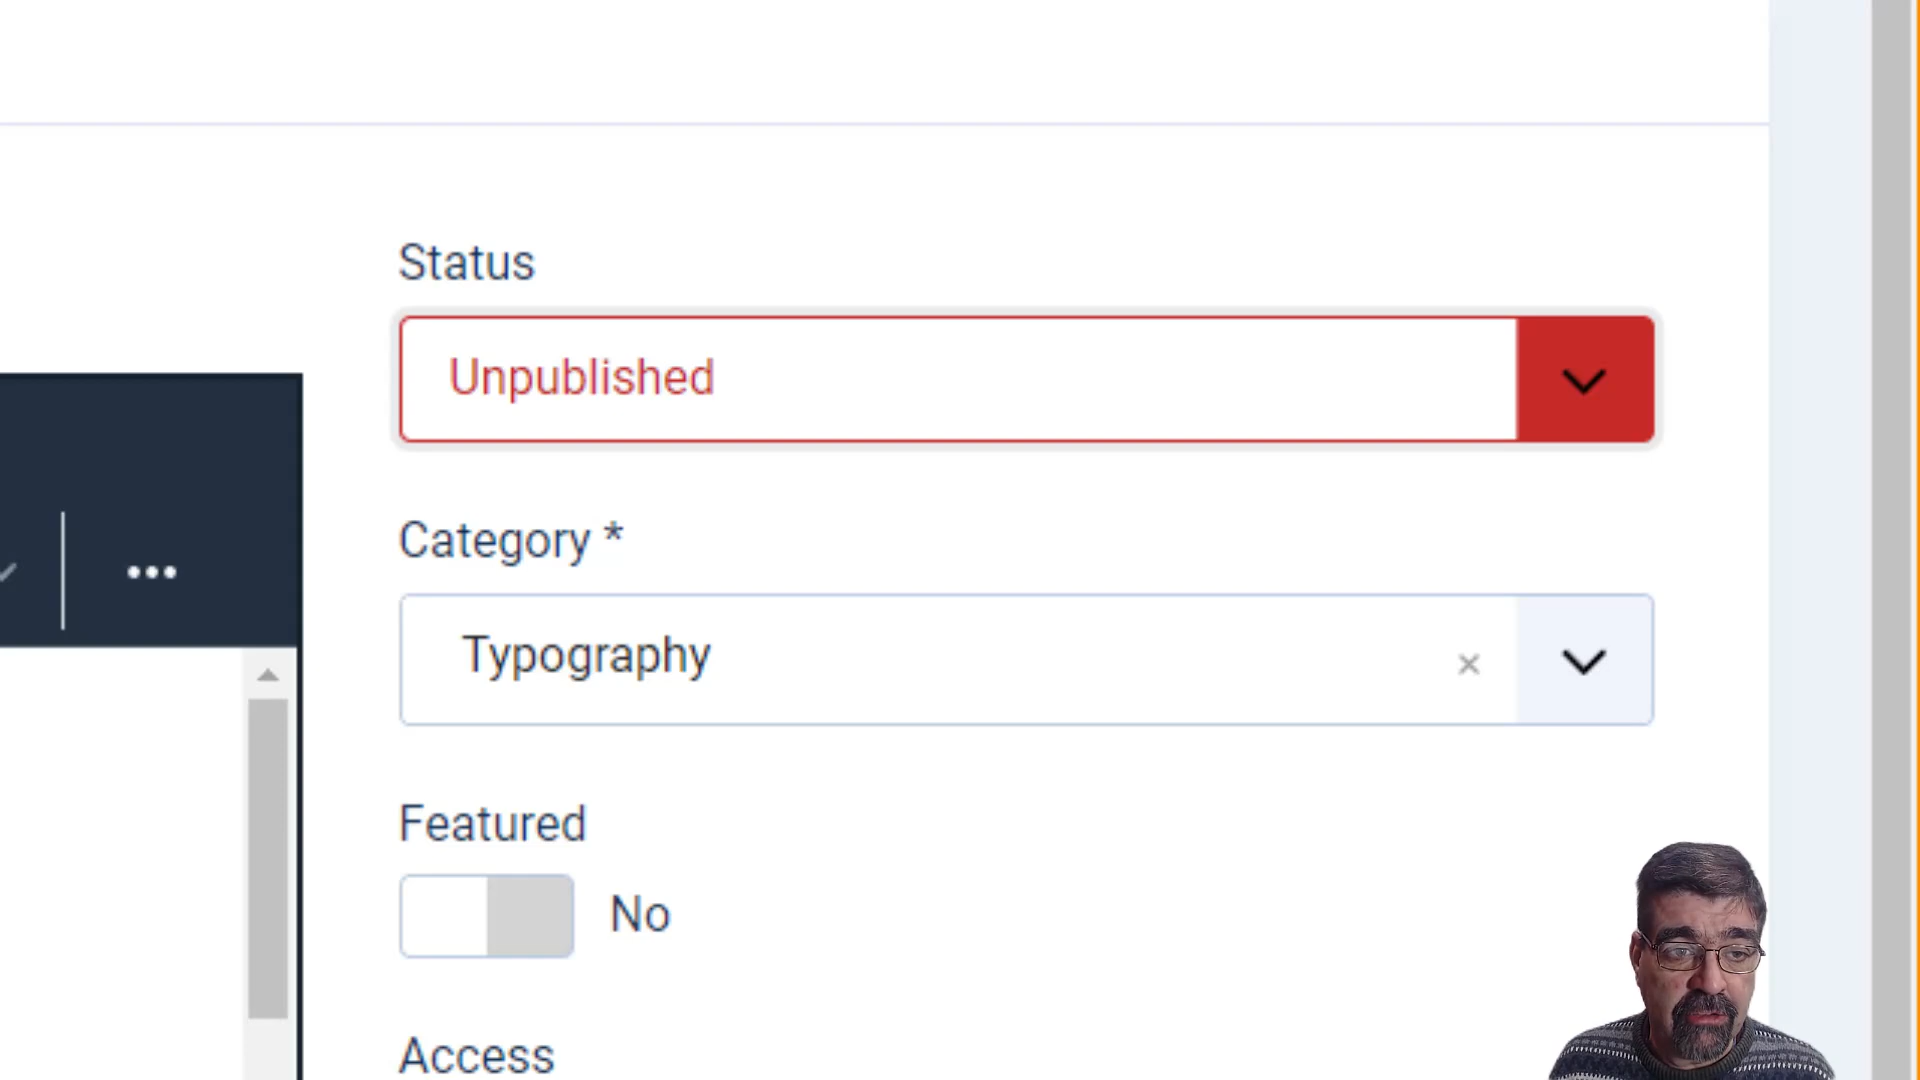 Status
Unpublished
Category *
Typography
Featured
No
Access